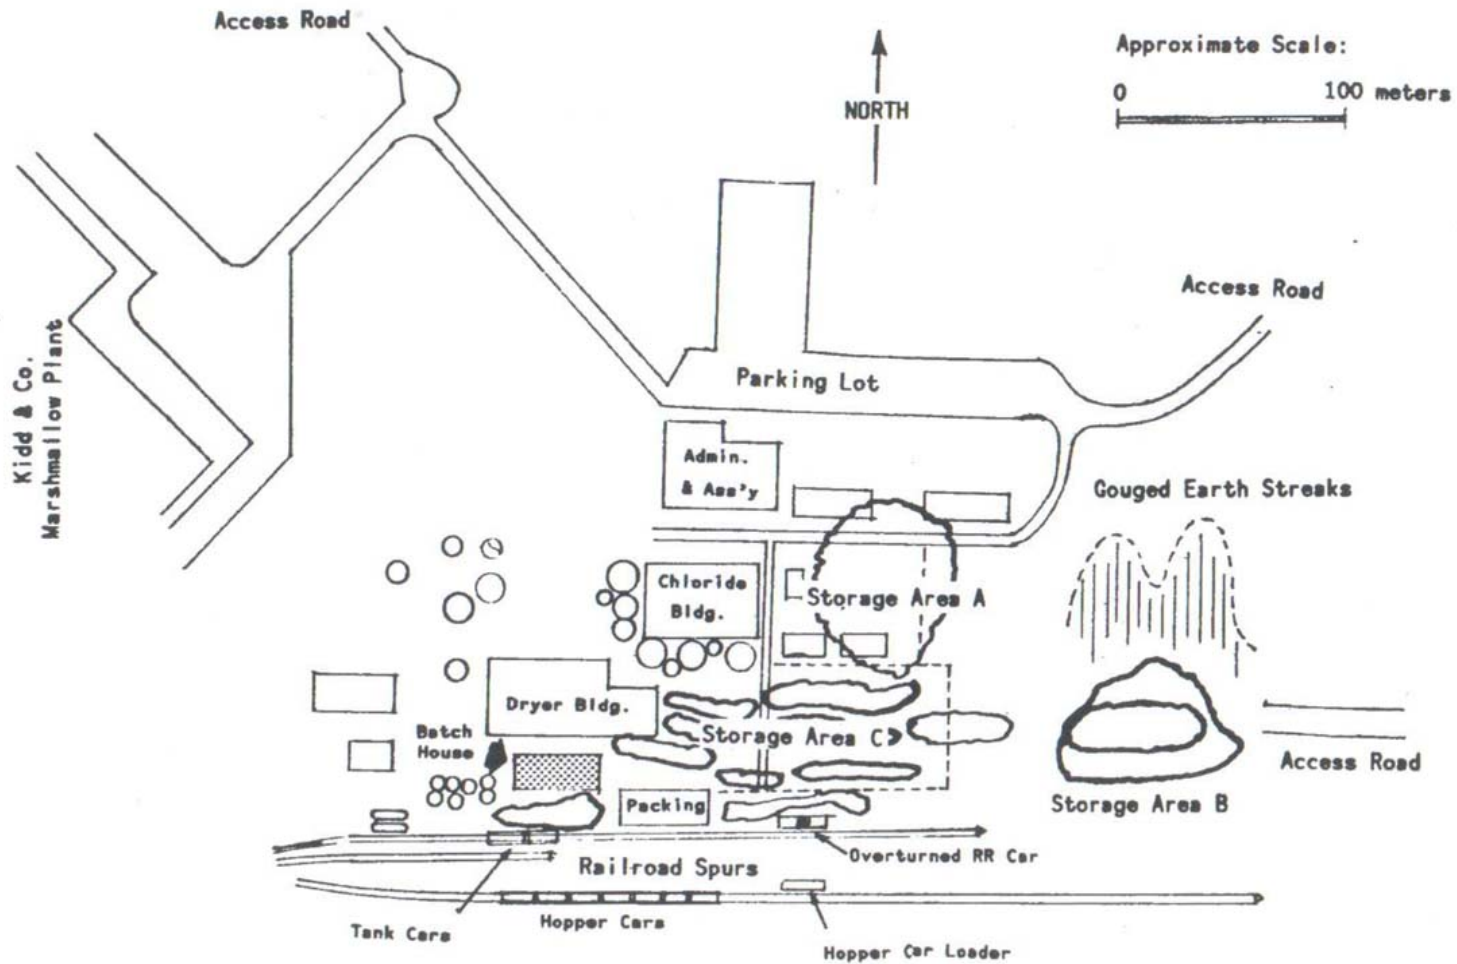 Access Road
Approximate Scale:
0 100 meters
NORTH
Access Road
Kidd & Co.
Marshmallow Plant
Parking Lot
Admin.
& Ass'y
Gouged Earth Streaks
Chloride
Bldg.
Storage Area A
Dryer Bldg.
Batch
House
Storage Area C
Access Road
Storage Area B
Packing
Overturned RR Car
Railroad Spurs
Tank Cars
Hopper Cars
Hopper Car Loader